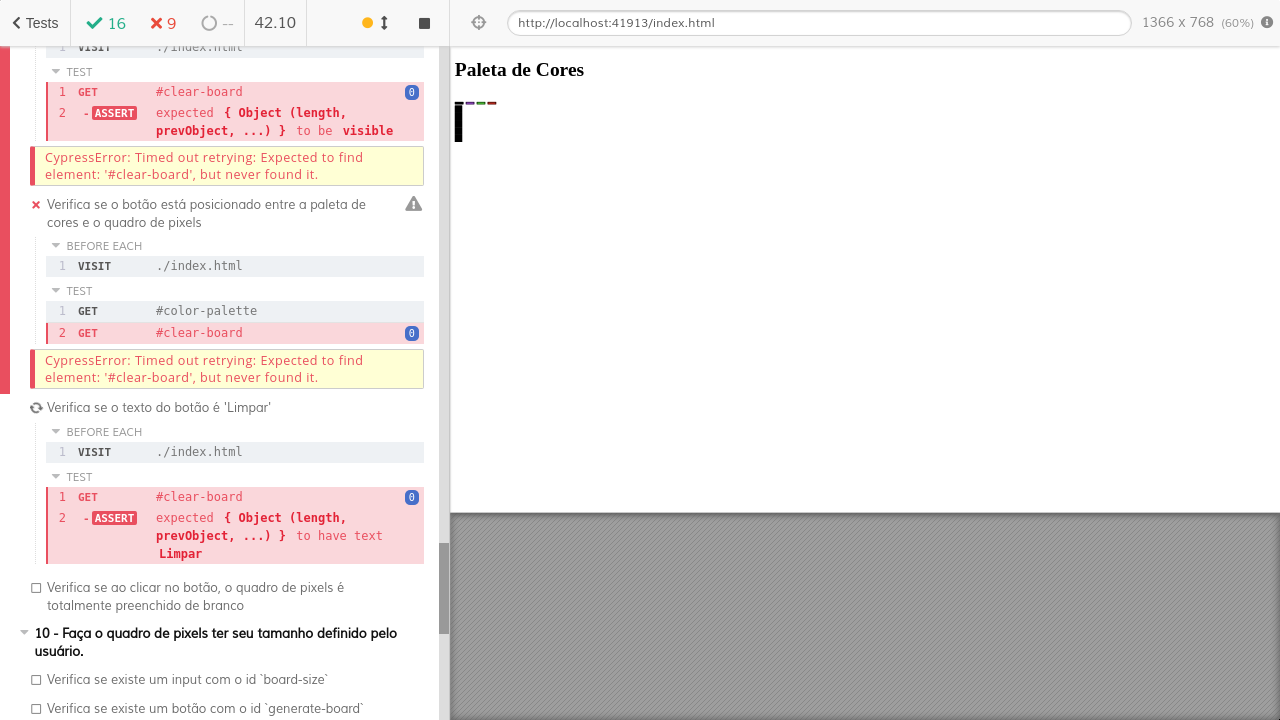 Tests 16 9 -- 42.10
http://localhost:41913/index.html 1366 x 768 (60%)
1 VISIT ./index.html
TEST
1 GET #clear-board 0
2 -ASSERT expected { Object (length,
prevObject, ...) } to be visible
CypressError: Timed out retrying: Expected to find
element: '#clear-board', but never found it.
Verifica se o botão está posicionado entre a paleta de
cores e o quadro de pixels
BEFORE EACH
1 VISIT ./index.html
TEST
1 GET #color-palette
2 GET #clear-board 0
CypressError: Timed out retrying: Expected to find
element: '#clear-board', but never found it.
Verifica se o texto do botão é 'Limpar'
BEFORE EACH
1 VISIT ./index.html
TEST
1 GET #clear-board 0
2 -ASSERT expected { Object (length,
prevObject, ...) } to have text
Limpar
Verifica se ao clicar no botão, o quadro de pixels é
totalmente preenchido de branco
10 - Faça o quadro de pixels ter seu tamanho definido pelo
usuário.
Verifica se existe um input com o id `board-size`
Verifica se existe um botão com o id `generate-board`
Paleta de Cores